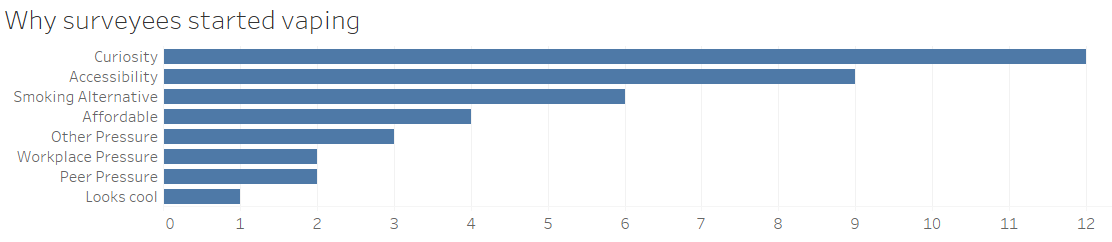 Why surveyees started vaping
Curiosity
Accessibility
Smoking Alternative
Affordable
Other Pressure
Workplace Pressure
Peer Pressure
Looks cool
0 1 2 3 4 5 6 7 8 9 10 11 12